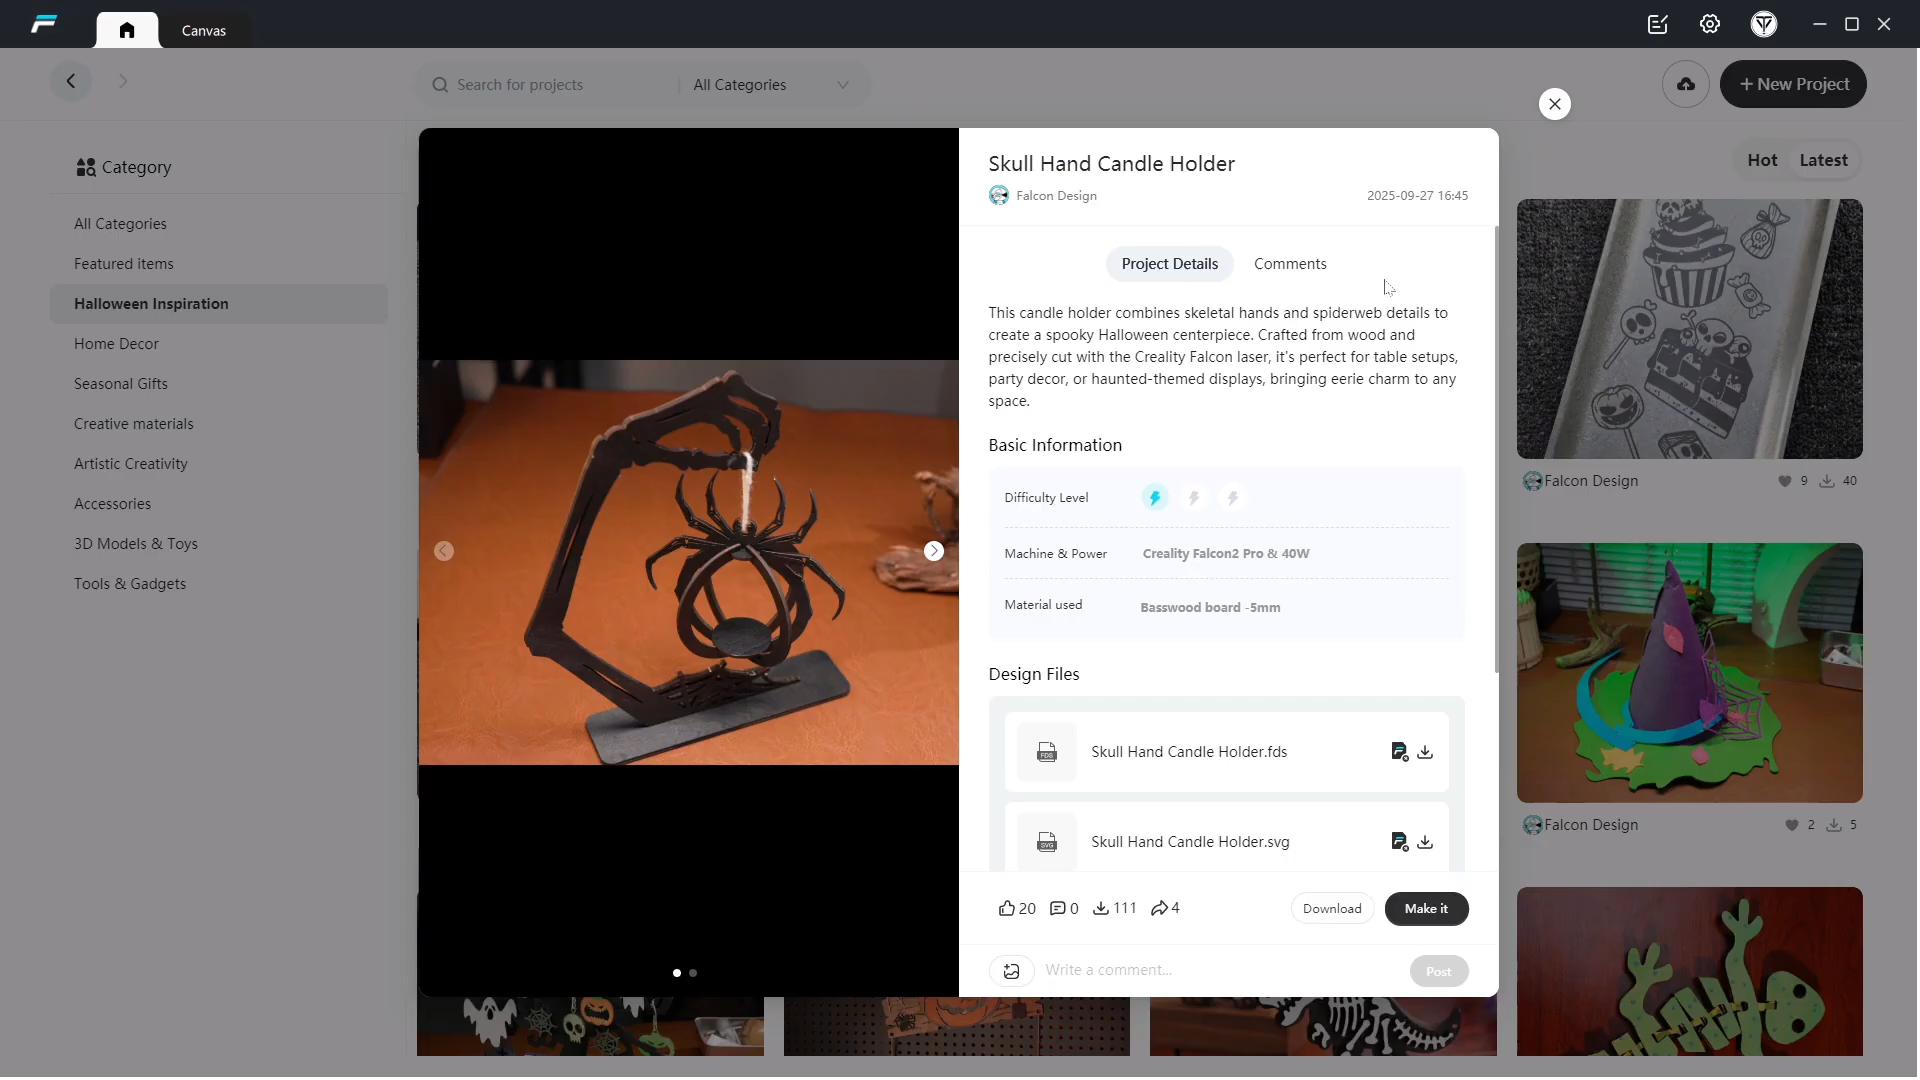 Canvas
Search for projects
All Categories
+ New Project
Category
All Categories
Featured items
Halloween Inspiration
Home Decor
Seasonal Gifts
Creative materials
Artistic Creativity
Accessories
3D Models & Toys
Tools & Gadgets
Skull Hand Candle Holder
Falcon Design
2025-09-27 16:45
Project Details
Comments
This candle holder combines skeletal hands and spiderweb details to
create a spooky Halloween centerpiece. Crafted from wood and
precisely cut with the Creality Falcon laser, it's perfect for table setups,
party decor, or haunted-themed displays, bringing eerie charm to any
space.
Basic Information
Difficulty Level
Machine & Power
Creality Falcon2 Pro & 40W
Material used
Basswood board -5mm
Design Files
FDS
Skull Hand Candle Holder.fds
SVG
Skull Hand Candle Holder.svg
20
0
111
4
Download
Make it
Write a comment...
Post
Hot
Latest
Falcon Design
9
40
Falcon Design
2
5